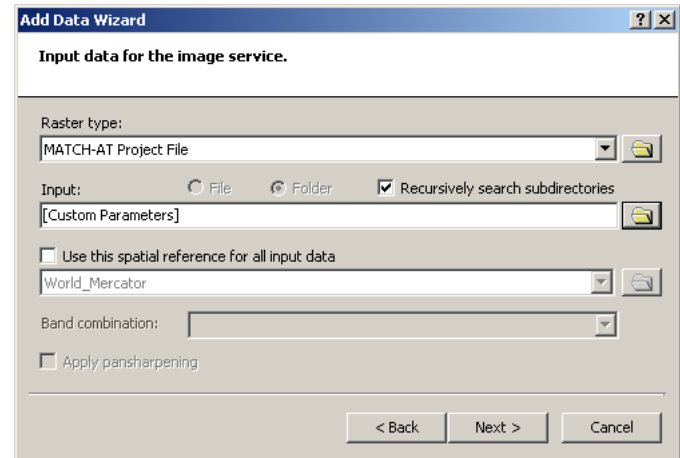 Add Data Wizard
Input data for the image service.
Raster type:
MATCH-AT Project File
Input: File Folder Recursively search subdirectories
[Custom Parameters]
Use this spatial reference for all input data
World_Mercator
Band combination:
Apply pansharpening
< Back Next > Cancel